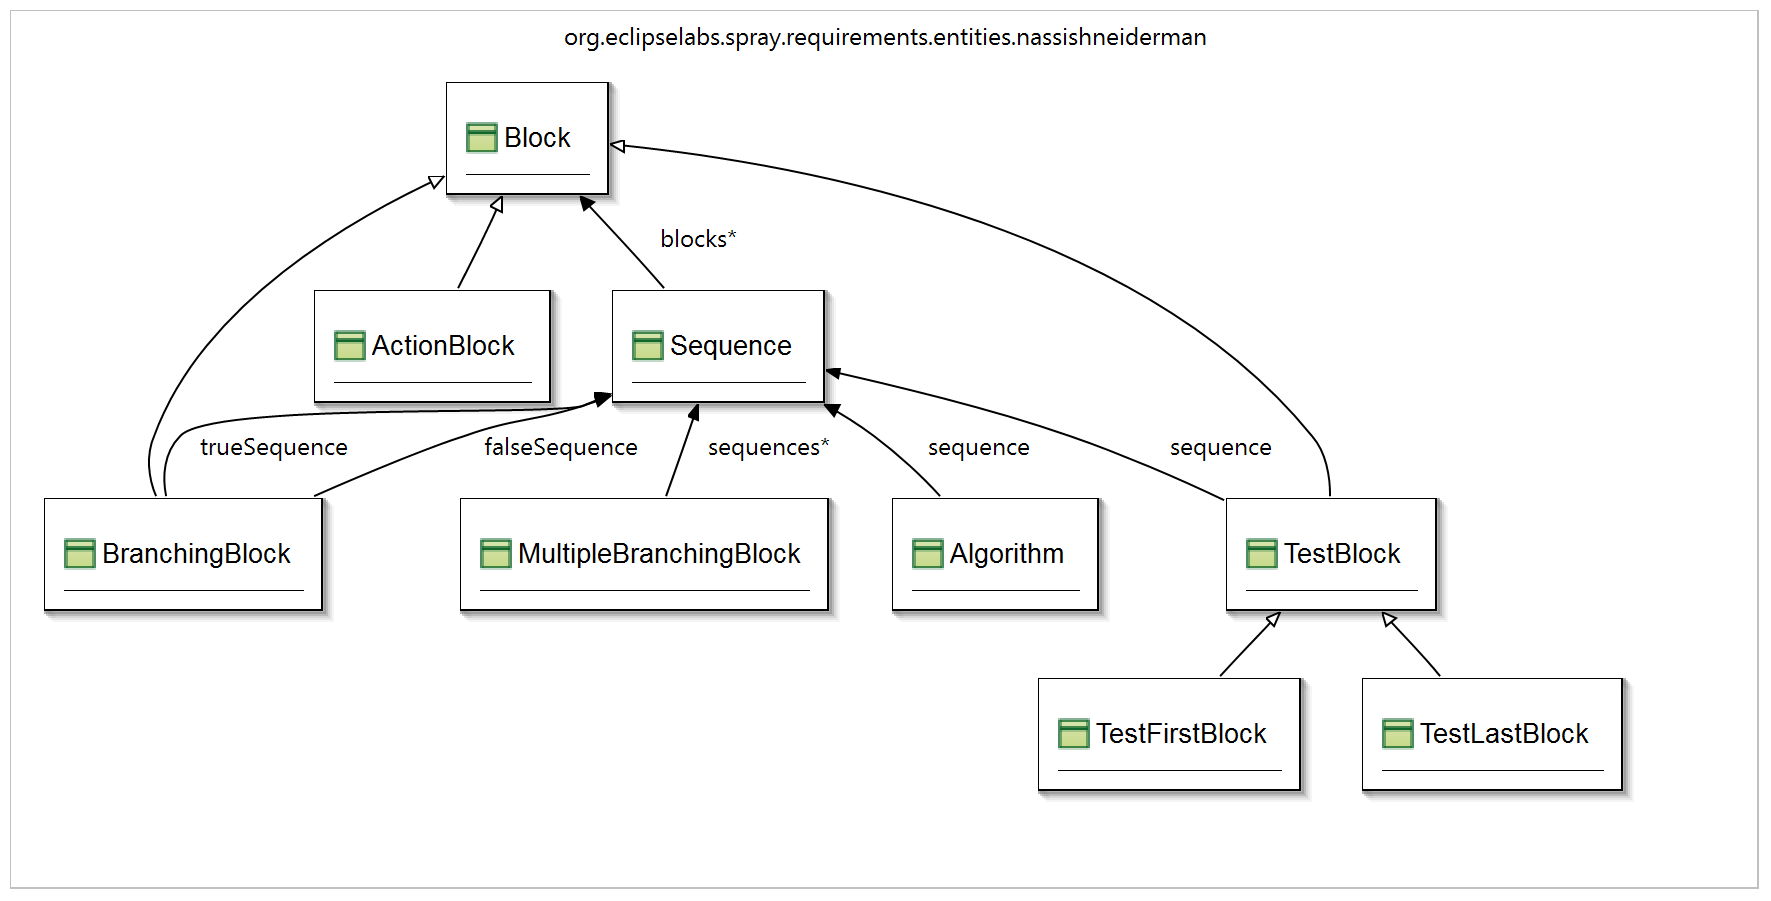 org.eclipselabs.spray.requirements.entities.nassishneiderman
Block
blocks*
ActionBlock
Sequence
trueSequence
falseSequence
sequences*
sequence
sequence
BranchingBlock
MultipleBranchingBlock
Algorithm
TestBlock
TestFirstBlock
TestLastBlock